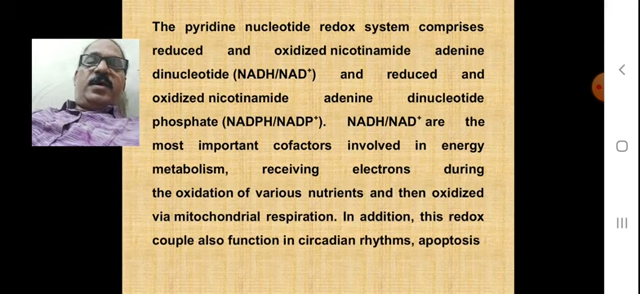 The pyridine nucleotide redox system comprises
reduced and oxidized nicotinamide adenine
dinucleotide (NADH/NAD⁺) and reduced and
oxidized nicotinamide adenine dinucleotide
phosphate (NADPH/NADP⁺). NADH/NAD⁺ are the
most important cofactors involved in energy
metabolism, receiving electrons during
the oxidation of various nutrients and then oxidized
via mitochondrial respiration. In addition, this redox
couple also function in circadian rhythms, apoptosis